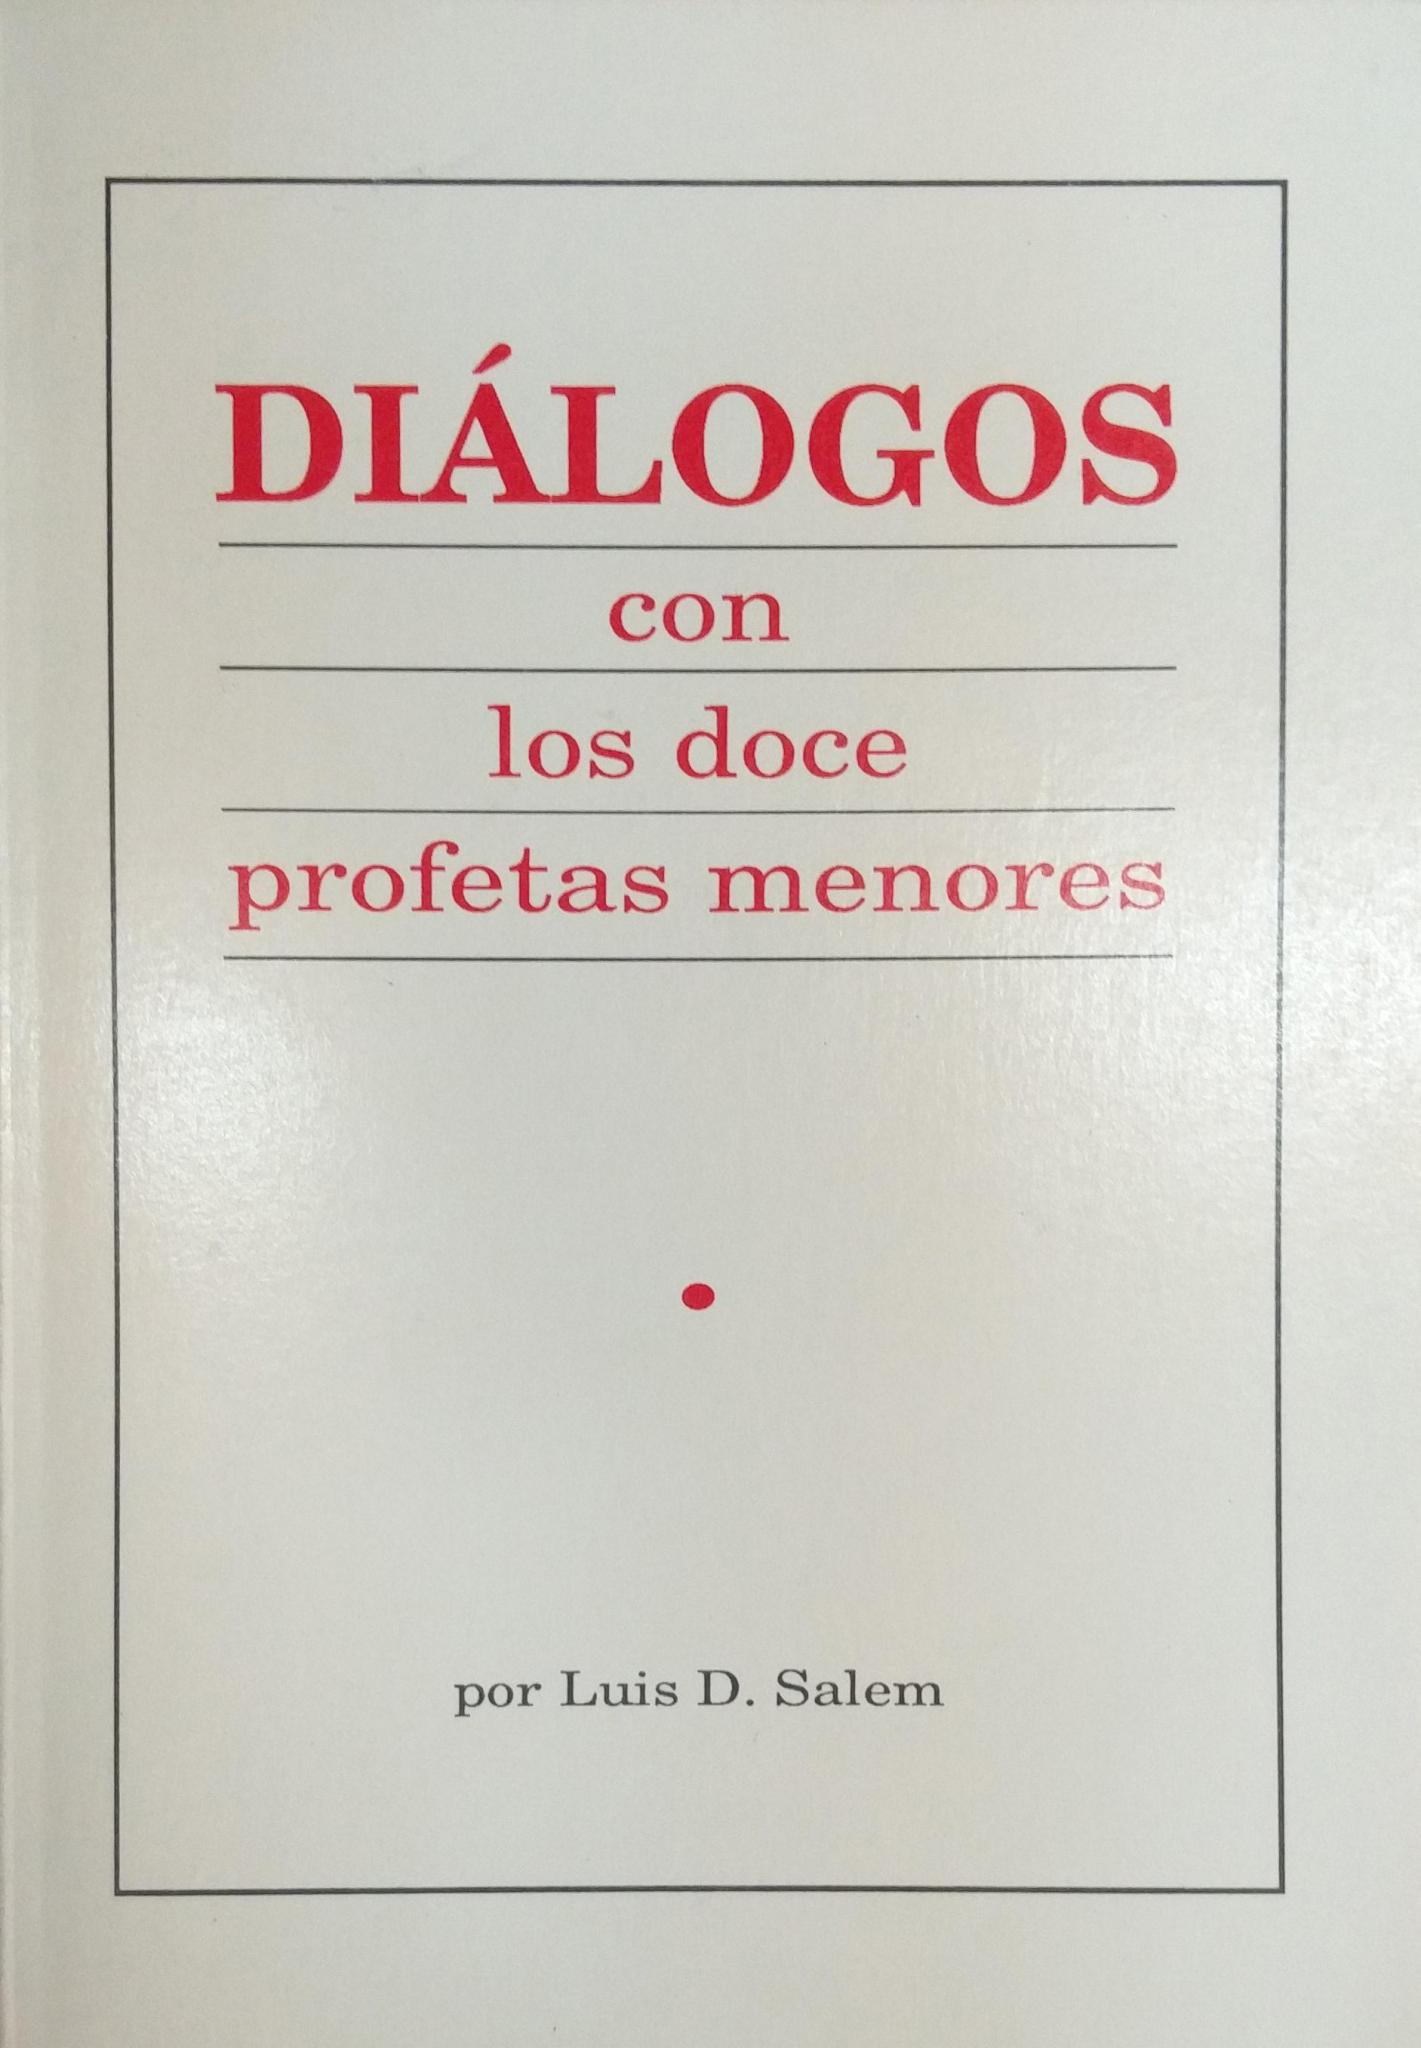 DIÁLOGOS
con
los doce
profetas menores
por Luis D. Salem